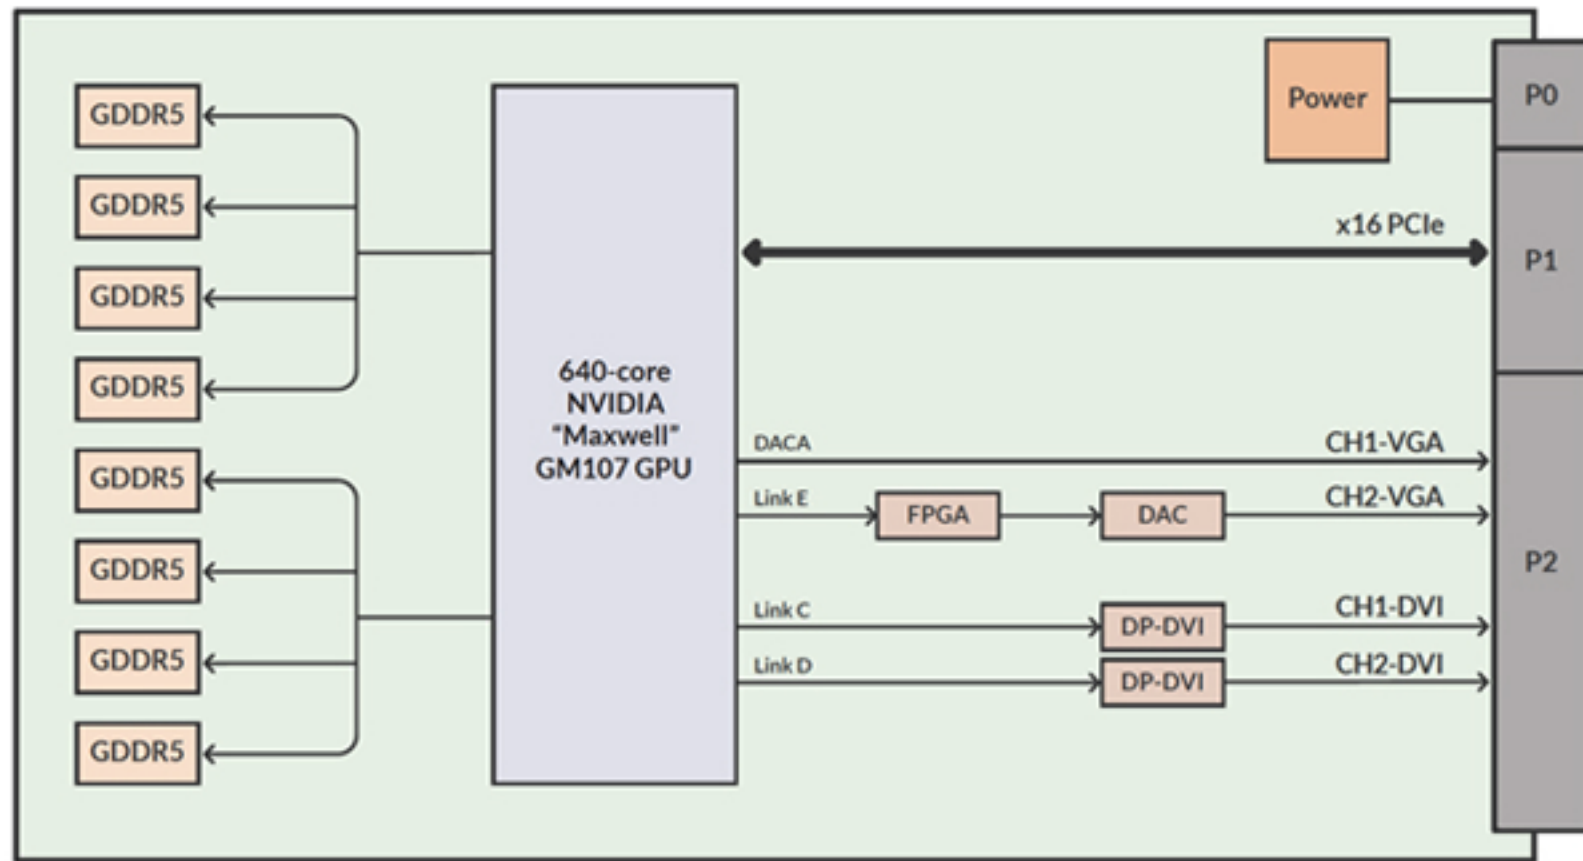 GDDR5
GDDR5
GDDR5
GDDR5
GDDR5
GDDR5
GDDR5
GDDR5
640-core
NVIDIA
“Maxwell”
GM107 GPU
Power
P0
x16 PCIe
P1
DACA
CH1-VGA
Link E
FPGA
DAC
CH2-VGA
P2
Link C
DP-DVI
CH1-DVI
Link D
DP-DVI
CH2-DVI